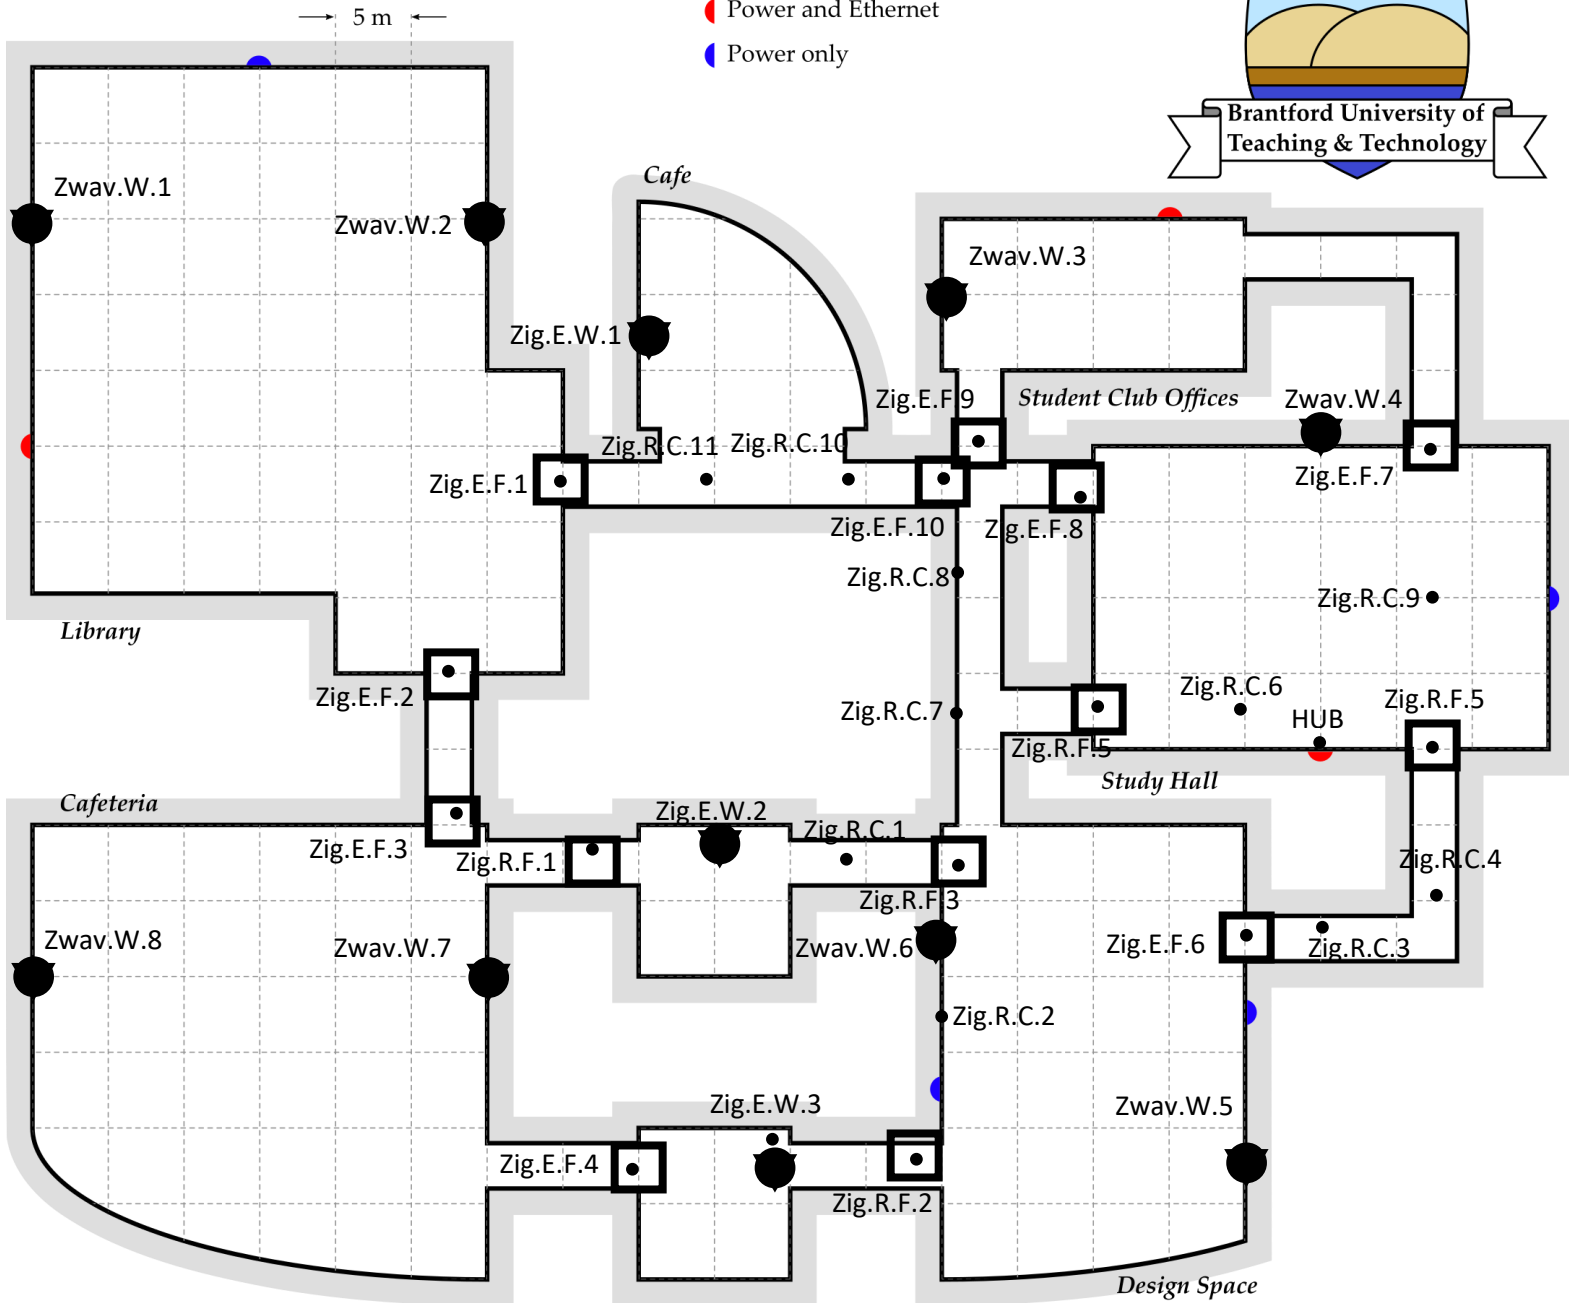 5 m
Power and Ethernet
Power only
Brantford University of
Teaching & Technology
Cafe
Zwav.W.1
Zwav.W.2
Zwav.W.3
Zig.E.W.1
Student Club Offices
Zig.E.F.9
Zwav.W.4
Zig.R.C.11
Zig.R.C.10
Zig.E.F.1
Zig.E.F.7
Zig.E.F.10
Zig.E.F.8
Zig.R.C.8
Zig.R.C.9
Library
Zig.E.F.2
Zig.R.C.6
Zig.R.F.5
Zig.R.C.7
HUB
Zig.R.F.5
Study Hall
Cafeteria
Zig.E.W.2
Zig.R.C.1
Zig.E.F.3
Zig.R.F.1
Zig.R.C.4
Zig.R.F.3
Zwav.W.8
Zwav.W.7
Zwav.W.6
Zig.E.F.6
Zig.R.C.3
Zig.R.C.2
Zig.E.W.3
Zwav.W.5
Zig.E.F.4
Zig.R.F.2
Design Space